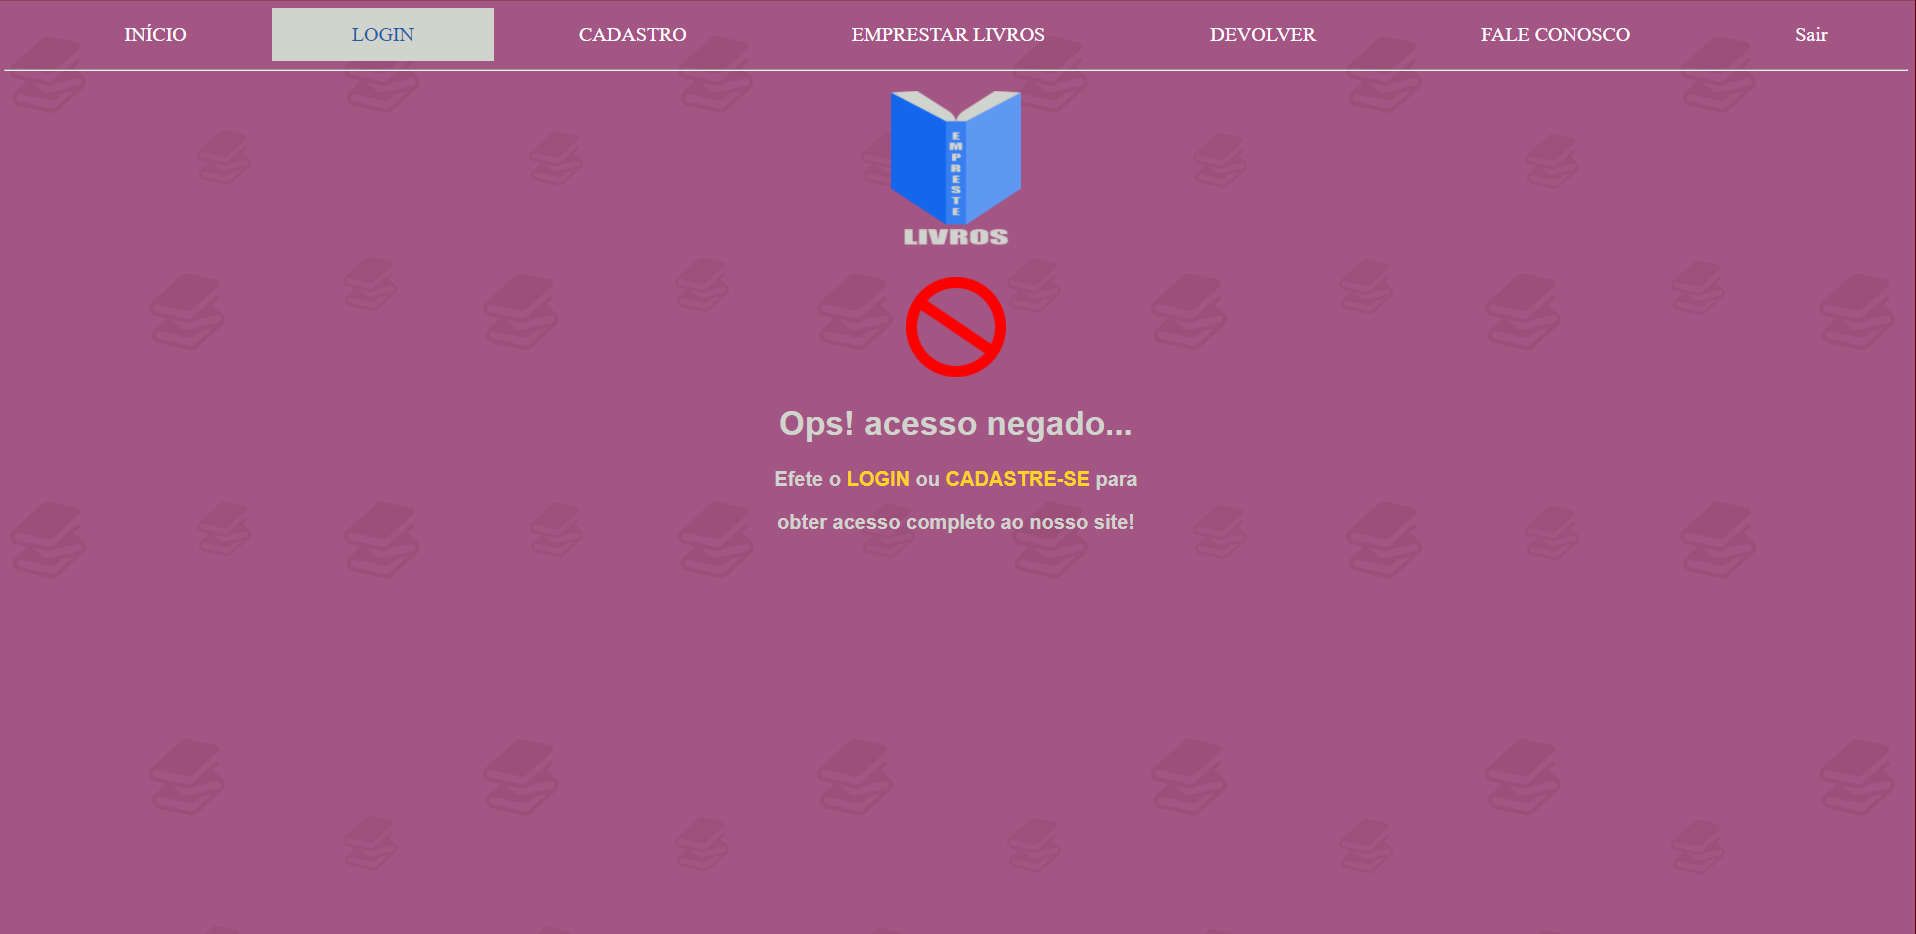 INÍCIO LOGIN CADASTRO EMPRESTAR LIVROS DEVOLVER FALE CONOSCO Sair
EMPRESTE
LIVROS
Ops! acesso negado...
Efete o LOGIN ou CADASTRE-SE para
obter acesso completo ao nosso site!